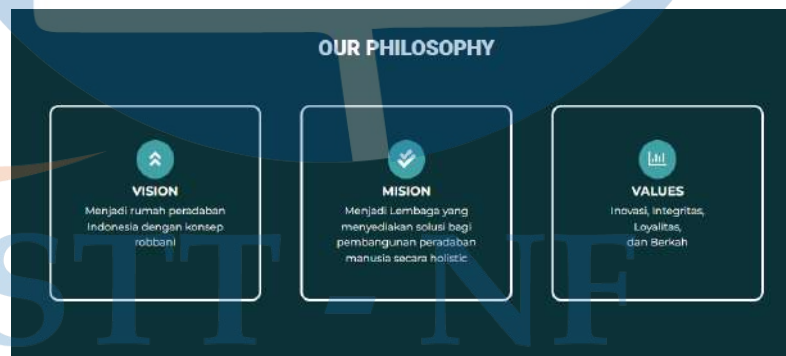 OUR PHILOSOPHY
VISION
Menjadi rumah peradaban
Indonesia dengan konsep
robbani
MISION
Menjadi Lembaga yang
menyediakan solusi bagi
pembangunan peradaban
manusia secara holistic
VALUES
Inovasi, Integritas,
Loyalitas,
dan Berkah
STT - NF